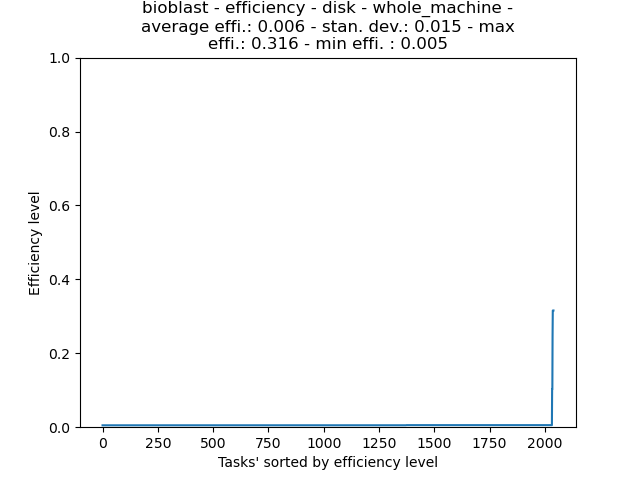 bioblast - efficiency - disk - whole_machine -
average effi.: 0.006 - stan. dev.: 0.015 - max
effi.: 0.316 - min effi. : 0.005
1.0
0.8
0.6
0.4
0.2
0.0
Efficiency level
0 250 500 750 1000 1250 1500 1750 2000
Tasks' sorted by efficiency level